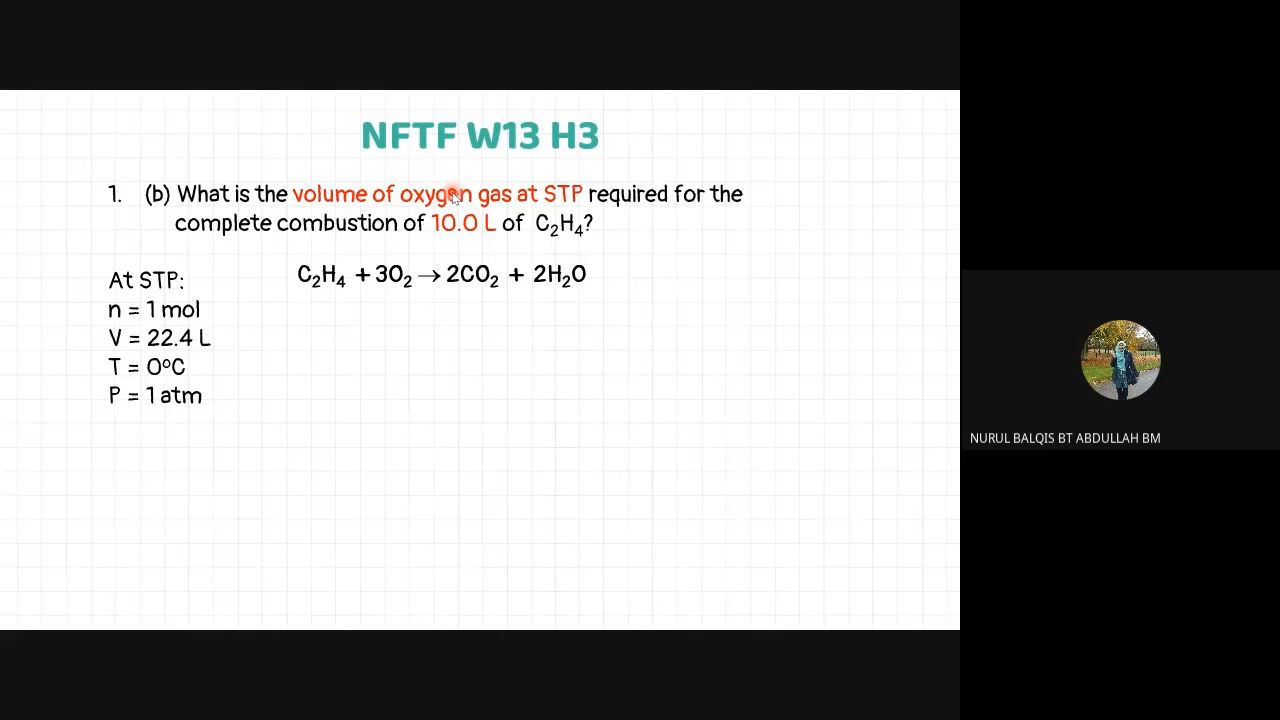 NFTF W13 H3
1. (b) What is the volume of oxygen gas at STP required for the
complete combustion of 10.0 L of C₂H₄?
C₂H₄ + 3O₂ → 2CO₂ + 2H₂O
At STP:
n = 1 mol
V = 22.4 L
T = 0°C
P = 1 atm
NURUL BALQIS BT ABDULLAH BM